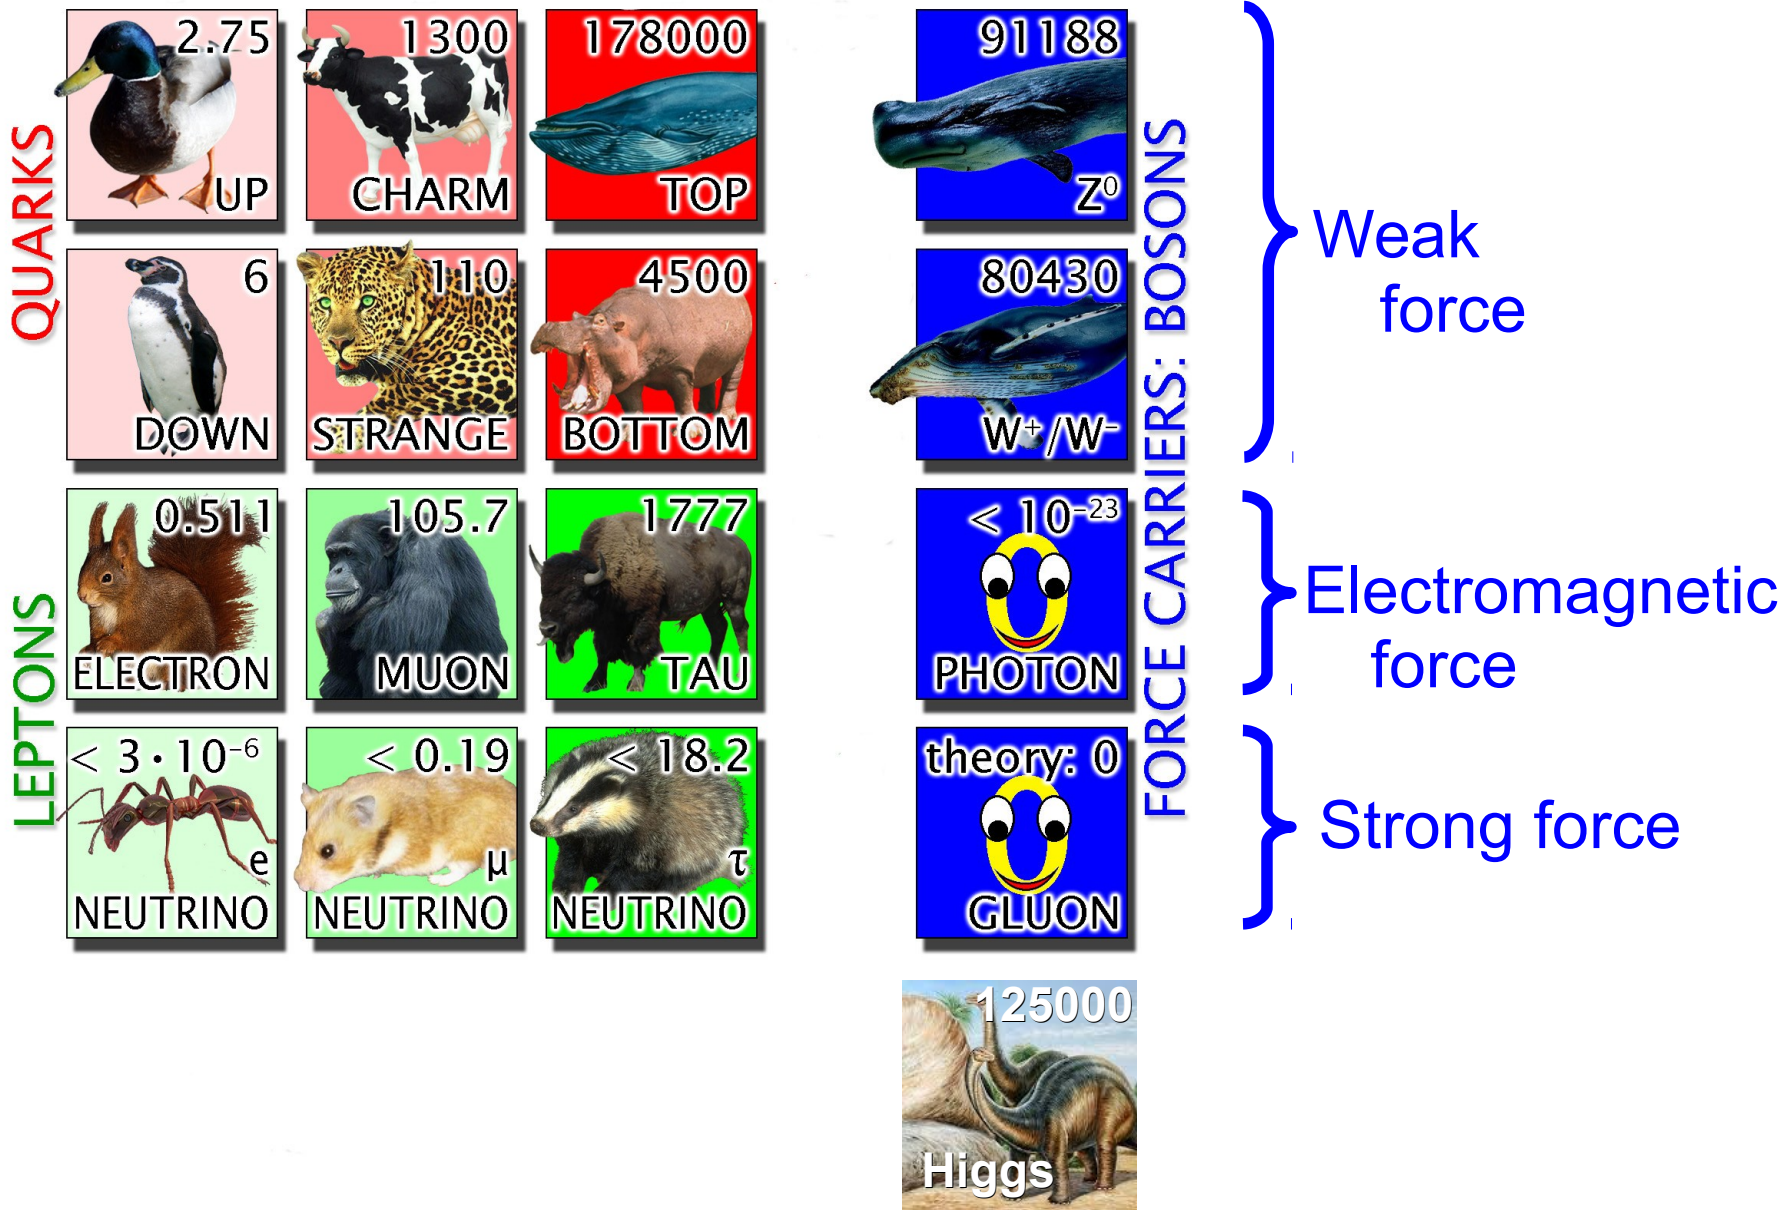 QUARKS
2.75
UP
1300
CHARM
178000
TOP
6
DOWN
110
STRANGE
4500
BOTTOM
LEPTONS
0.511
ELECTRON
105.7
MUON
1777
TAU
< 3·10⁻⁶
e
NEUTRINO
< 0.19
μ
NEUTRINO
< 18.2
τ
NEUTRINO
FORCE CARRIERS: BOSONS
91188
Z⁰
80430
W⁺/W⁻
< 10⁻²³
PHOTON
theory: 0
GLUON
Weak
force
Electromagnetic
force
Strong force
125000
Higgs